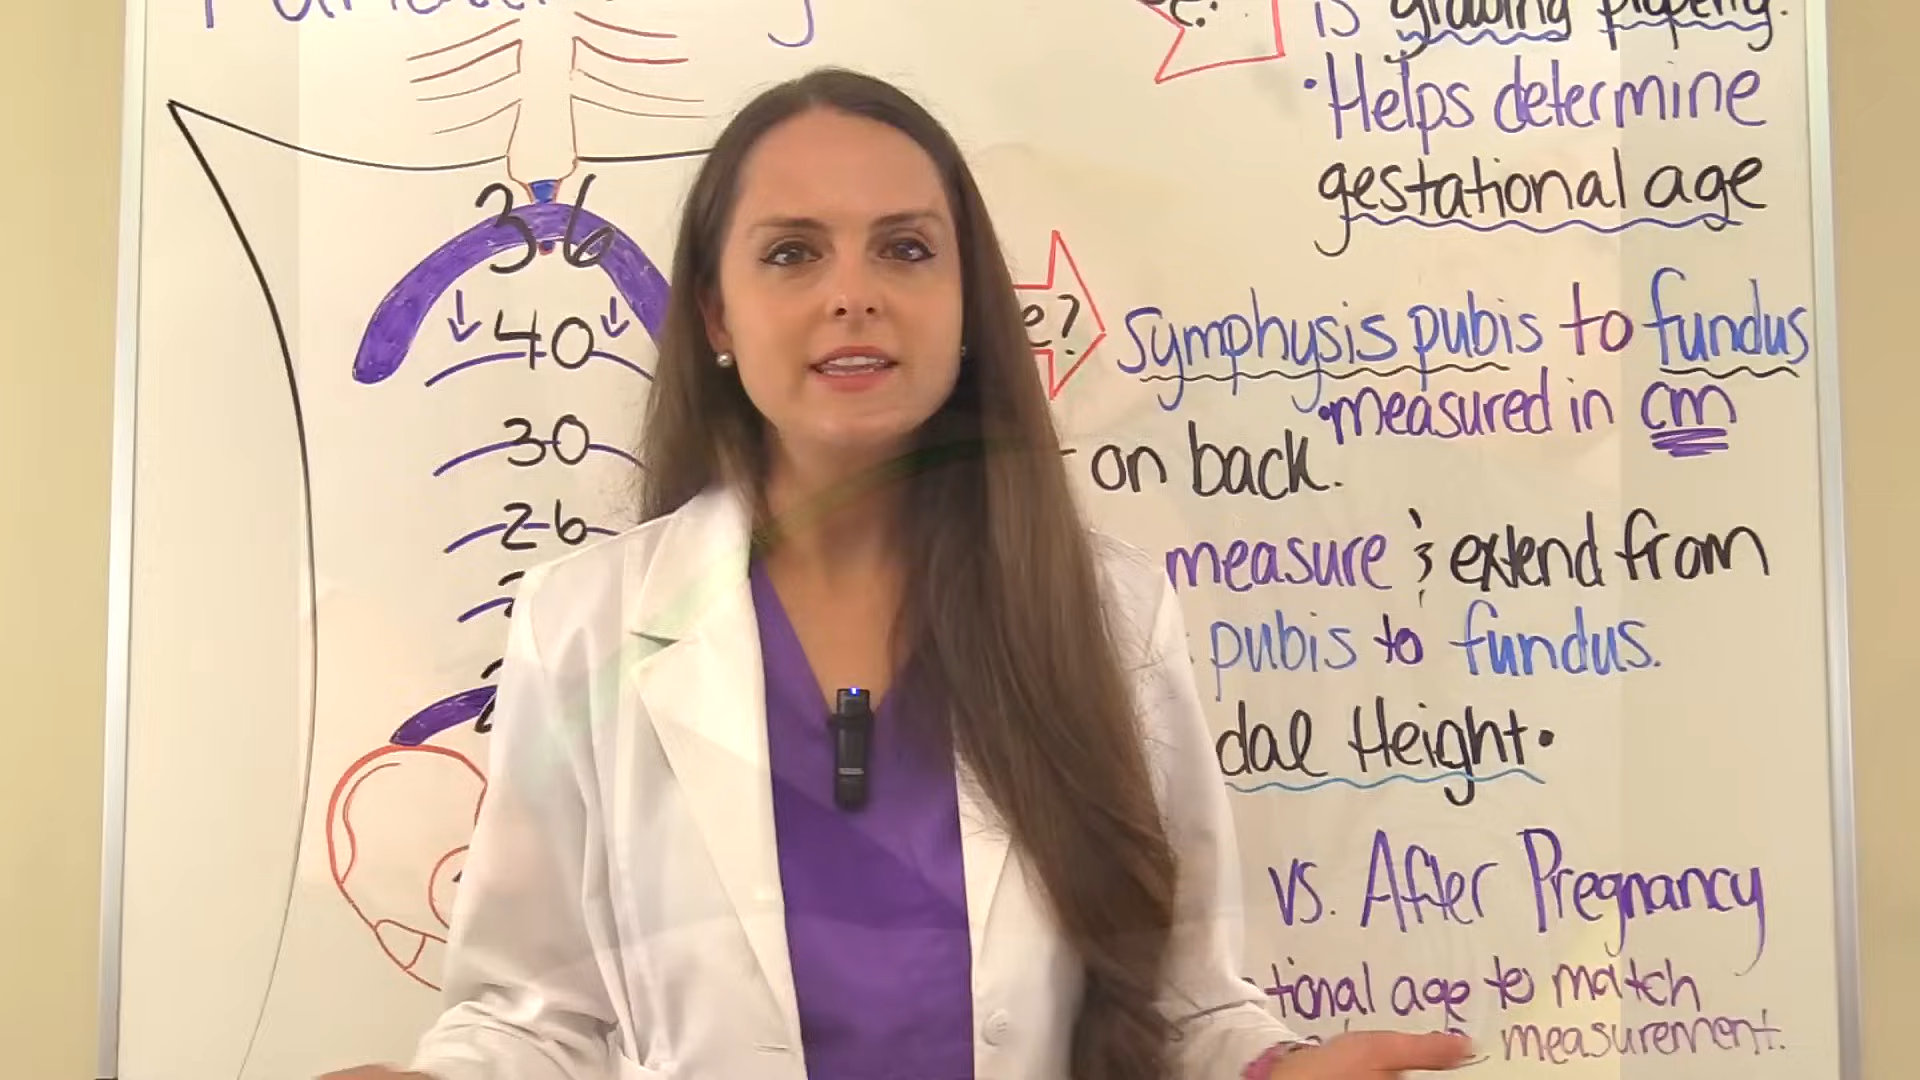 is growing properly.
• Helps determine
gestational age
36
40
30
26
e?
symphysis pubis to fundus
• measured in cm
on back.
measure & extend from
pubis to fundus.
dal Height.
vs. After Pregnancy
tional age to match
measurement.